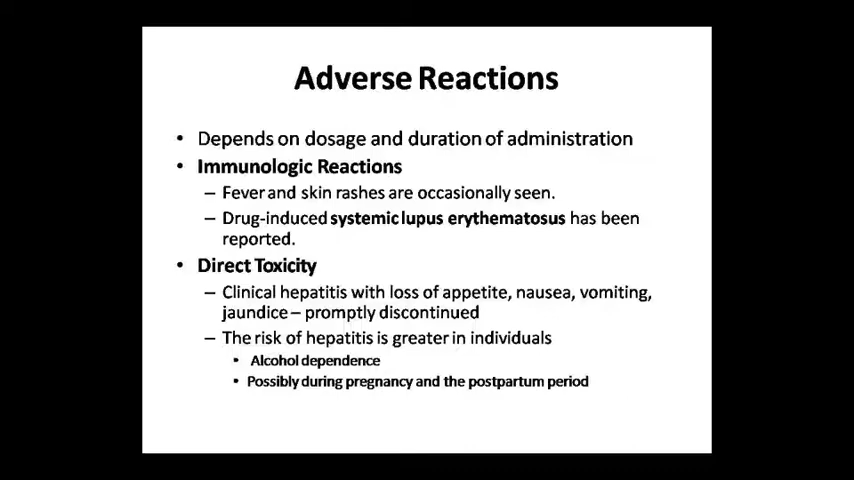 Adverse Reactions
• Depends on dosage and duration of administration
• Immunologic Reactions
– Fever and skin rashes are occasionally seen.
– Drug-induced systemic lupus erythematosus has been
reported.
• Direct Toxicity
– Clinical hepatitis with loss of appetite, nausea, vomiting,
jaundice – promptly discontinued
– The risk of hepatitis is greater in individuals
• Alcohol dependence
• Possibly during pregnancy and the postpartum period